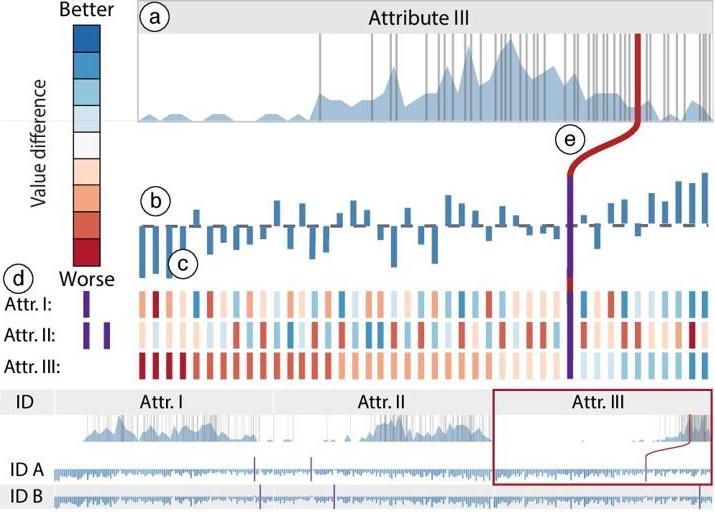 Better
a
Attribute III
Value difference
e
b
c
Worse
d
Attr. I:
Attr. II:
Attr. III:
ID
Attr. I
Attr. II
Attr. III
ID A
ID B